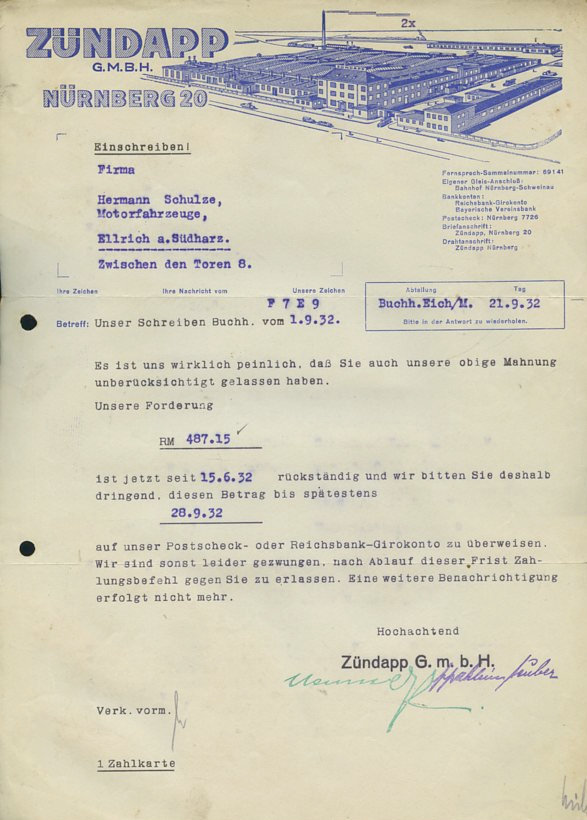 2x
ZÜNDAPP
G.M.B.H.
NÜRNBERG 20
Einschreiben!
Firma
Hermann Schulze,
Motorfahrzeuge,
Ellrich a.Südharz.
Zwischen den Toren 8.
Fernsprech-Sammelnummer: 69141
Eigener Gleis-Anschluß:
Bahnhof Nürnberg-Schweinau
Bankkonten:
Reichsbank-Girokonto
Bayerische Vereinsbank
Postscheck: Nürnberg 7726
Briefanschrift:
Zündapp, Nürnberg 20
Drahtanschrift:
Zündapp Nürnberg
Ihre Zeichen Ihre Nachricht vom Unsere Zeichen Abteilung Tag
F 7 E 9 Buchh.Eich/M. 21.9.32
Bitte in der Antwort zu wiederholen.
Betreff: Unser Schreiben Buchh. vom 1.9.32.
Es ist uns wirklich peinlich, daß Sie auch unsere obige Mahnung
unberücksichtigt gelassen haben.
Unsere Forderung
RM 487.15
ist jetzt seit 15.6.32 rückständig und wir bitten Sie deshalb
dringend, diesen Betrag bis spätestens
28.9.32
auf unser Postscheck- oder Reichsbank-Girokonto zu überweisen.
Wir sind sonst leider gezwungen, nach Ablauf dieser Frist Zah-
lungsbefehl gegen Sie zu erlassen. Eine weitere Benachrichtigung
erfolgt nicht mehr.
Hochachtend
Zündapp G. m. b. H.
Verk. vorm.
1 Zahlkarte